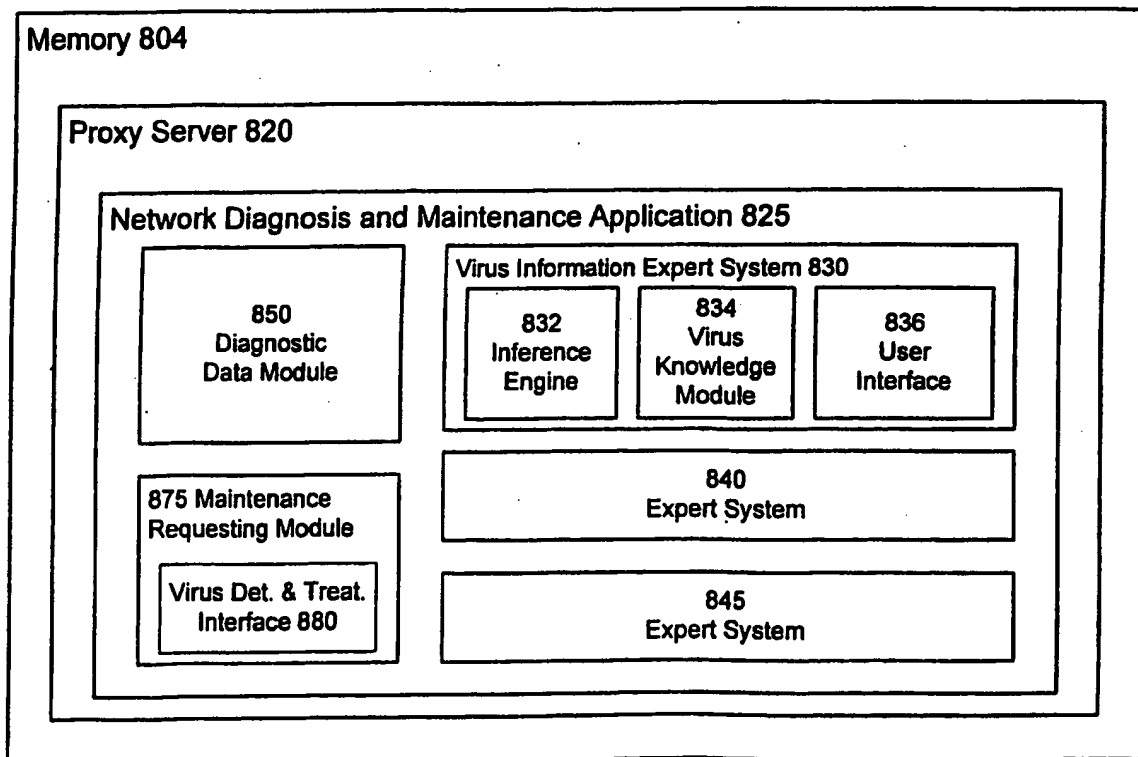 Memory 804
Proxy Server 820
Network Diagnosis and Maintenance Application 825
850
Diagnostic
Data Module
Virus Information Expert System 830
832
Inference
Engine
834
Virus
Knowledge
Module
836
User
Interface
875 Maintenance
Requesting Module
Virus Det. & Treat.
Interface 880
840
Expert System
845
Expert System